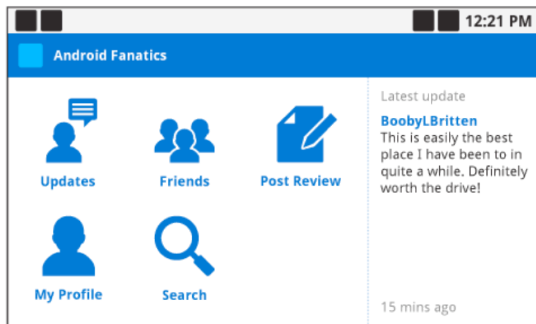 12:21 PM
Android Fanatics
Updates
Friends
Post Review
My Profile
Search
Latest update
BoobyLBritten
This is easily the best
place I have been to in
quite a while. Definitely
worth the drive!
15 mins ago